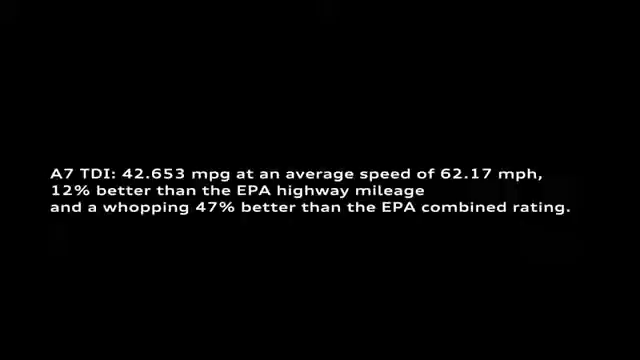 A7 TDI: 42.653 mpg at an average speed of 62.17 mph,
12% better than the EPA highway mileage
and a whopping 47% better than the EPA combined rating.